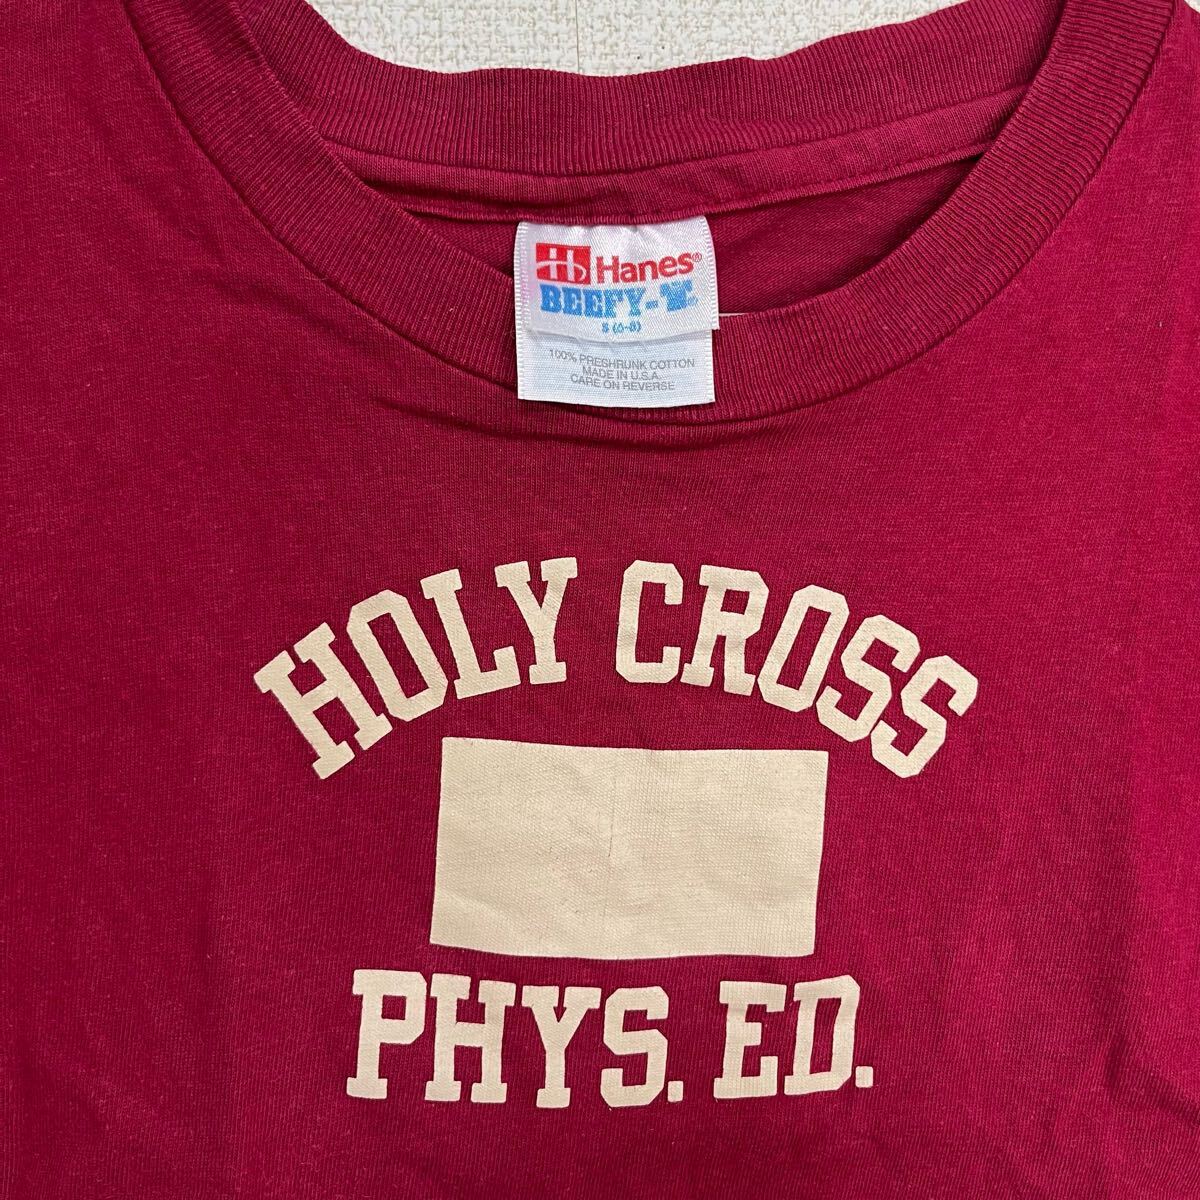 Hanes®
BEEFY-T
S (6-8)
100% PRESHRUNK COTTON
MADE IN U.S.A.
CARE ON REVERSE
HOLY CROSS
PHYS. ED.